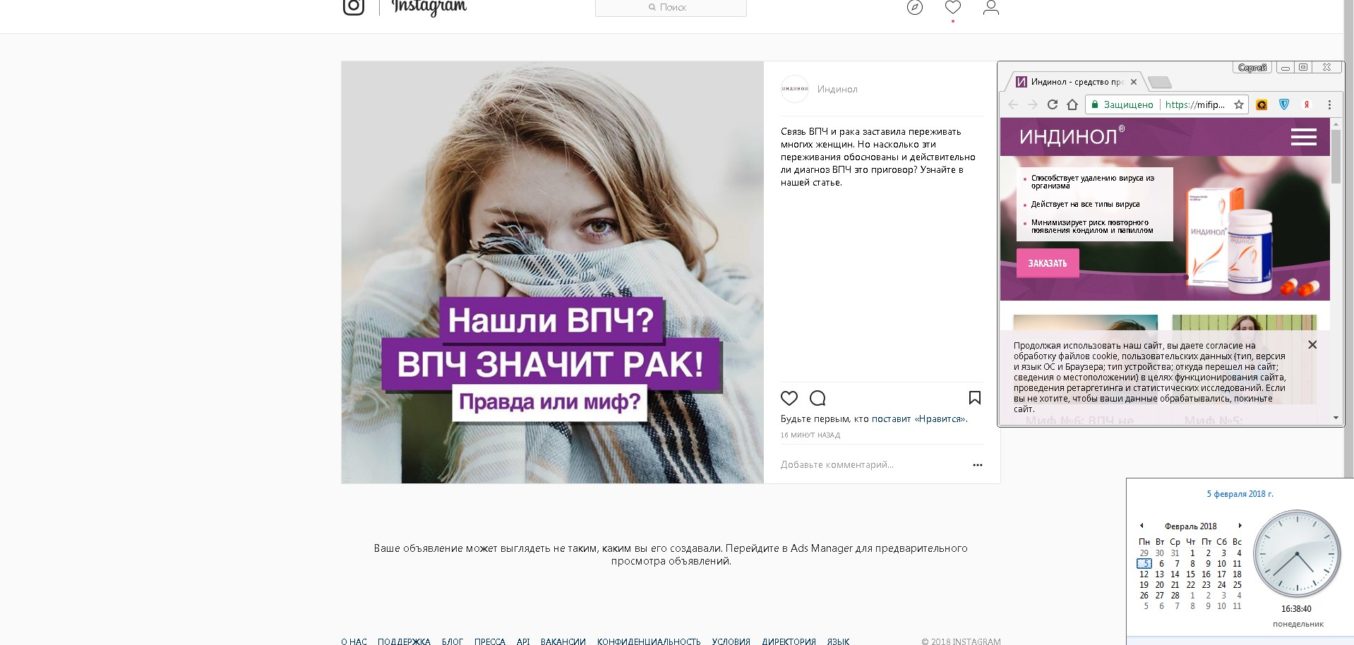 Instagram
Поиск
Нашли ВПЧ?
ВПЧ ЗНАЧИТ РАК!
Правда или миф?
индинол
Индинол
Связь ВПЧ и рака заставила переживать
многих женщин. Но насколько эти
переживания обоснованы и действительно
ли диагноз ВПЧ это приговор? Узнайте в
нашей статье.
Будьте первым, кто поставит «Нравится».
16 МИНУТ НАЗАД
Добавьте комментарий...
Ваше объявление может выглядеть не таким, каким вы его создавали. Перейдите в Ads Manager для предварительного
просмотра объявлений.
О НАС ПОДДЕРЖКА БЛОГ ПРЕССА API ВАКАНСИИ КОНФИДЕНЦИАЛЬНОСТЬ УСЛОВИЯ ДИРЕКТОРИЯ ЯЗЫК © 2018 INSTAGRAM
Сергей
Индинол - средство пр
Защищено https://mifip...
ИНДИНОЛ®
Способствует удалению вируса из
организма
Действует на все типы вируса
Минимизирует риск повторного
появления кондилом и папиллом
ЗАКАЗАТЬ
ИНДИНОЛ
Продолжая использовать наш сайт, вы даете согласие на
обработку файлов cookie, пользовательских данных (тип, версия
и язык ОС и Браузера; тип устройства; откуда перешел на сайт;
сведения о местоположении) в целях функционирования сайта,
проведения ретаргетинга и статистических исследований. Если
вы не хотите, чтобы ваши данные обрабатывались, покиньте
сайт.
Миф №6: ВПЧ не Миф №5:
5 февраля 2018 г.
Февраль 2018
Пн Вт Ср Чт Пт Сб Вс
29 30 31 1 2 3 4
5 6 7 8 9 10 11
12 13 14 15 16 17 18
19 20 21 22 23 24 25
26 27 28 1 2 3 4
5 6 7 8 9 10 11
16:38:40
понедельник